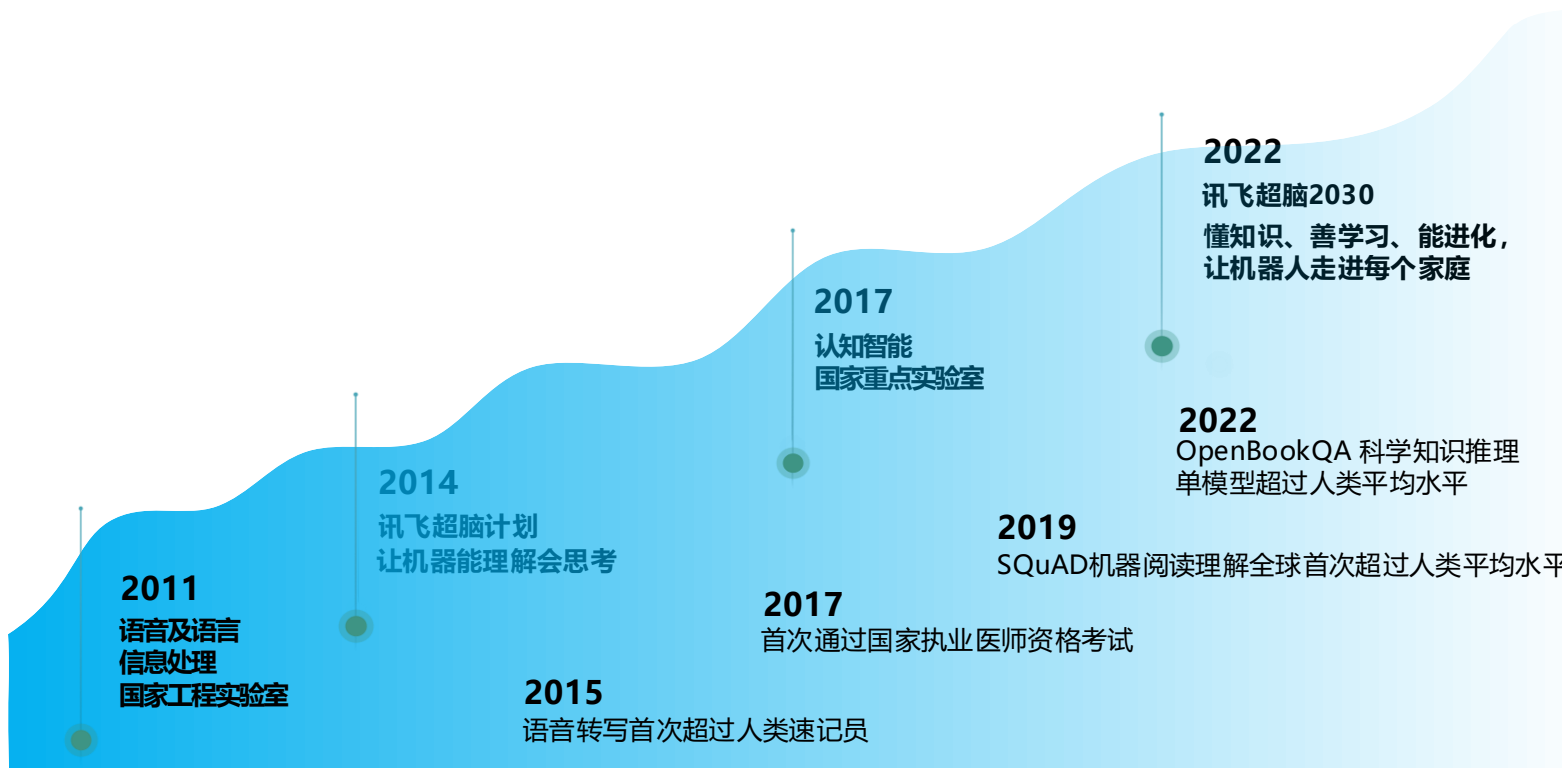 2011
语音及语言
信息处理
国家工程实验室
2014
讯飞超脑计划
让机器能理解会思考
2015
语音转写首次超过人类速记员
2017
认知智能
国家重点实验室
2017
首次通过国家执业医师资格考试
2019
SQuAD机器阅读理解全球首次超过人类平均水平
2022
讯飞超脑2030
懂知识、善学习、能进化，
让机器人走进每个家庭
2022
OpenBookQA 科学知识推理
单模型超过人类平均水平